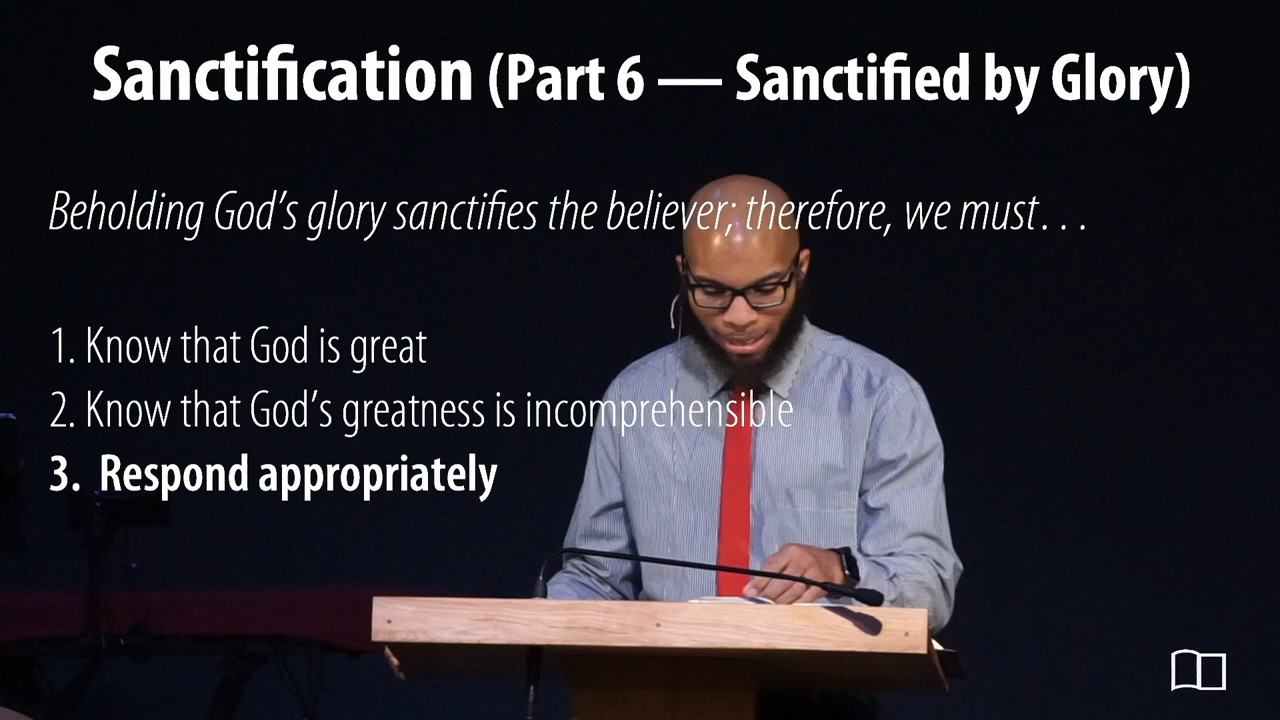 Sanctification (Part 6 — Sanctified by Glory)
Beholding God’s glory sanctifies the believer; therefore, we must. . .
1. Know that God is great
2. Know that God’s greatness is incomprehensible
3. Respond appropriately